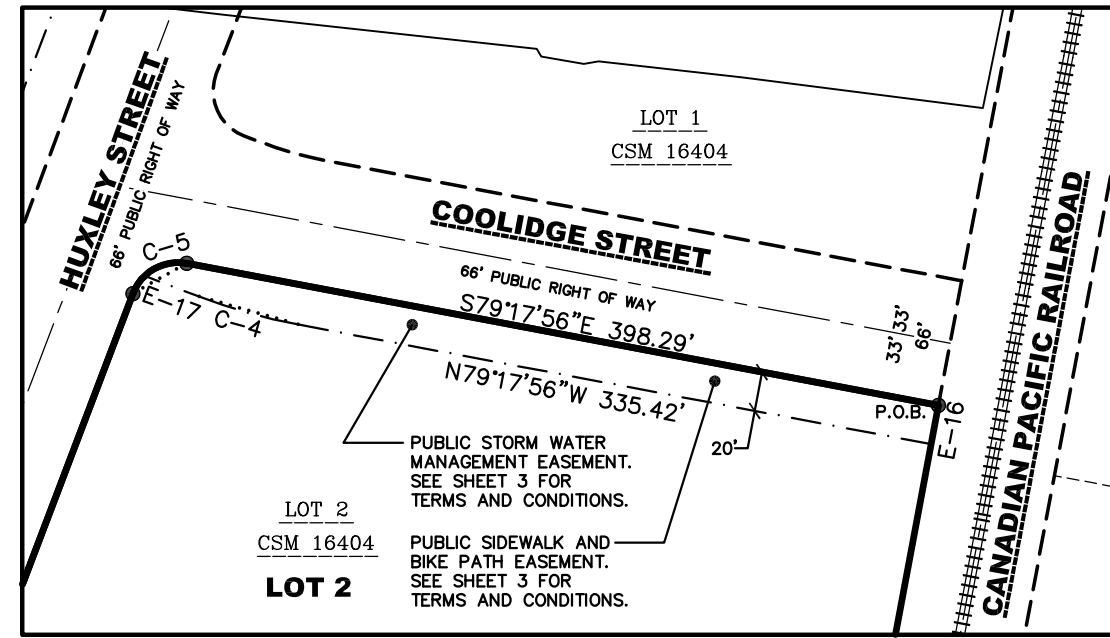 LOT 1
CSM 16404
HUXLEY STREET
66' PUBLIC RIGHT OF WAY
COOLIDGE STREET
66' PUBLIC RIGHT OF WAY
C-5
S79°17'56"E 398.29'
33' 33'
66'
E-17 C-4
N79°17'56"W 335.42'
P.O.B.
E-16
CANADIAN PACIFIC RAILROAD
20'
PUBLIC STORM WATER
MANAGEMENT EASEMENT.
SEE SHEET 3 FOR
TERMS AND CONDITIONS.
LOT 2
CSM 16404
LOT 2
PUBLIC SIDEWALK AND
BIKE PATH EASEMENT.
SEE SHEET 3 FOR
TERMS AND CONDITIONS.